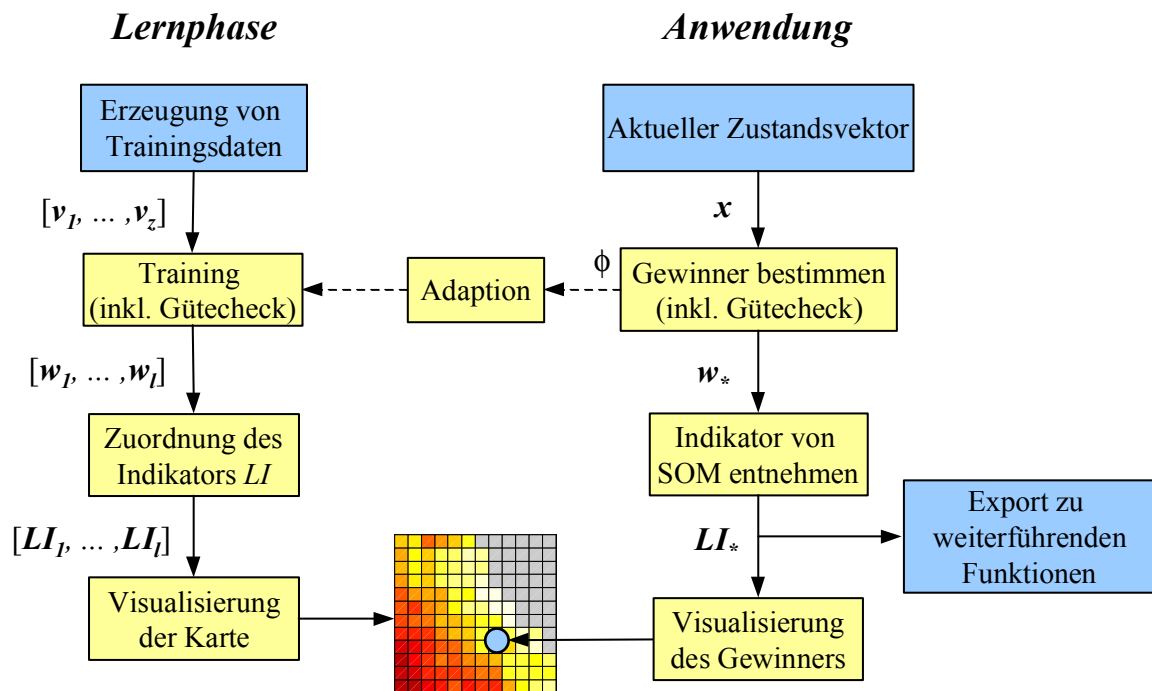 Lernphase
Anwendung
Erzeugung von
Trainingsdaten
Aktueller Zustandsvektor
[v1, ... ,vz]
x
Training
(inkl. Gütecheck)
Adaption
ϕ
Gewinner bestimmen
(inkl. Gütecheck)
[w1, ... ,wl]
w*
Zuordnung des
Indikators LI
Indikator von
SOM entnehmen
[LI1, ... ,LIl]
LI*
Export zu
weiterführenden
Funktionen
Visualisierung
der Karte
Visualisierung
des Gewinners